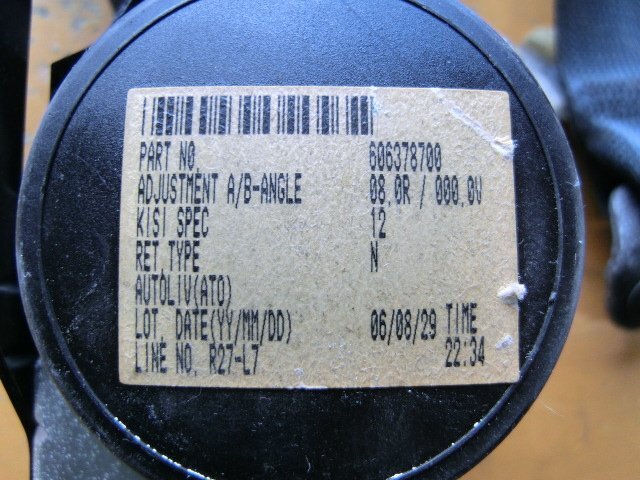 PART NO. 606378700
ADJUSTMENT A/B-ANGLE 08.0R / 000.0V
KISI SPEC 12
RET TYPE N
AUTOLIV(ATO)
LOT. DATE(YY/MM/DD) 06/08/29 TIME
LINE NO. R27-L7 22:34